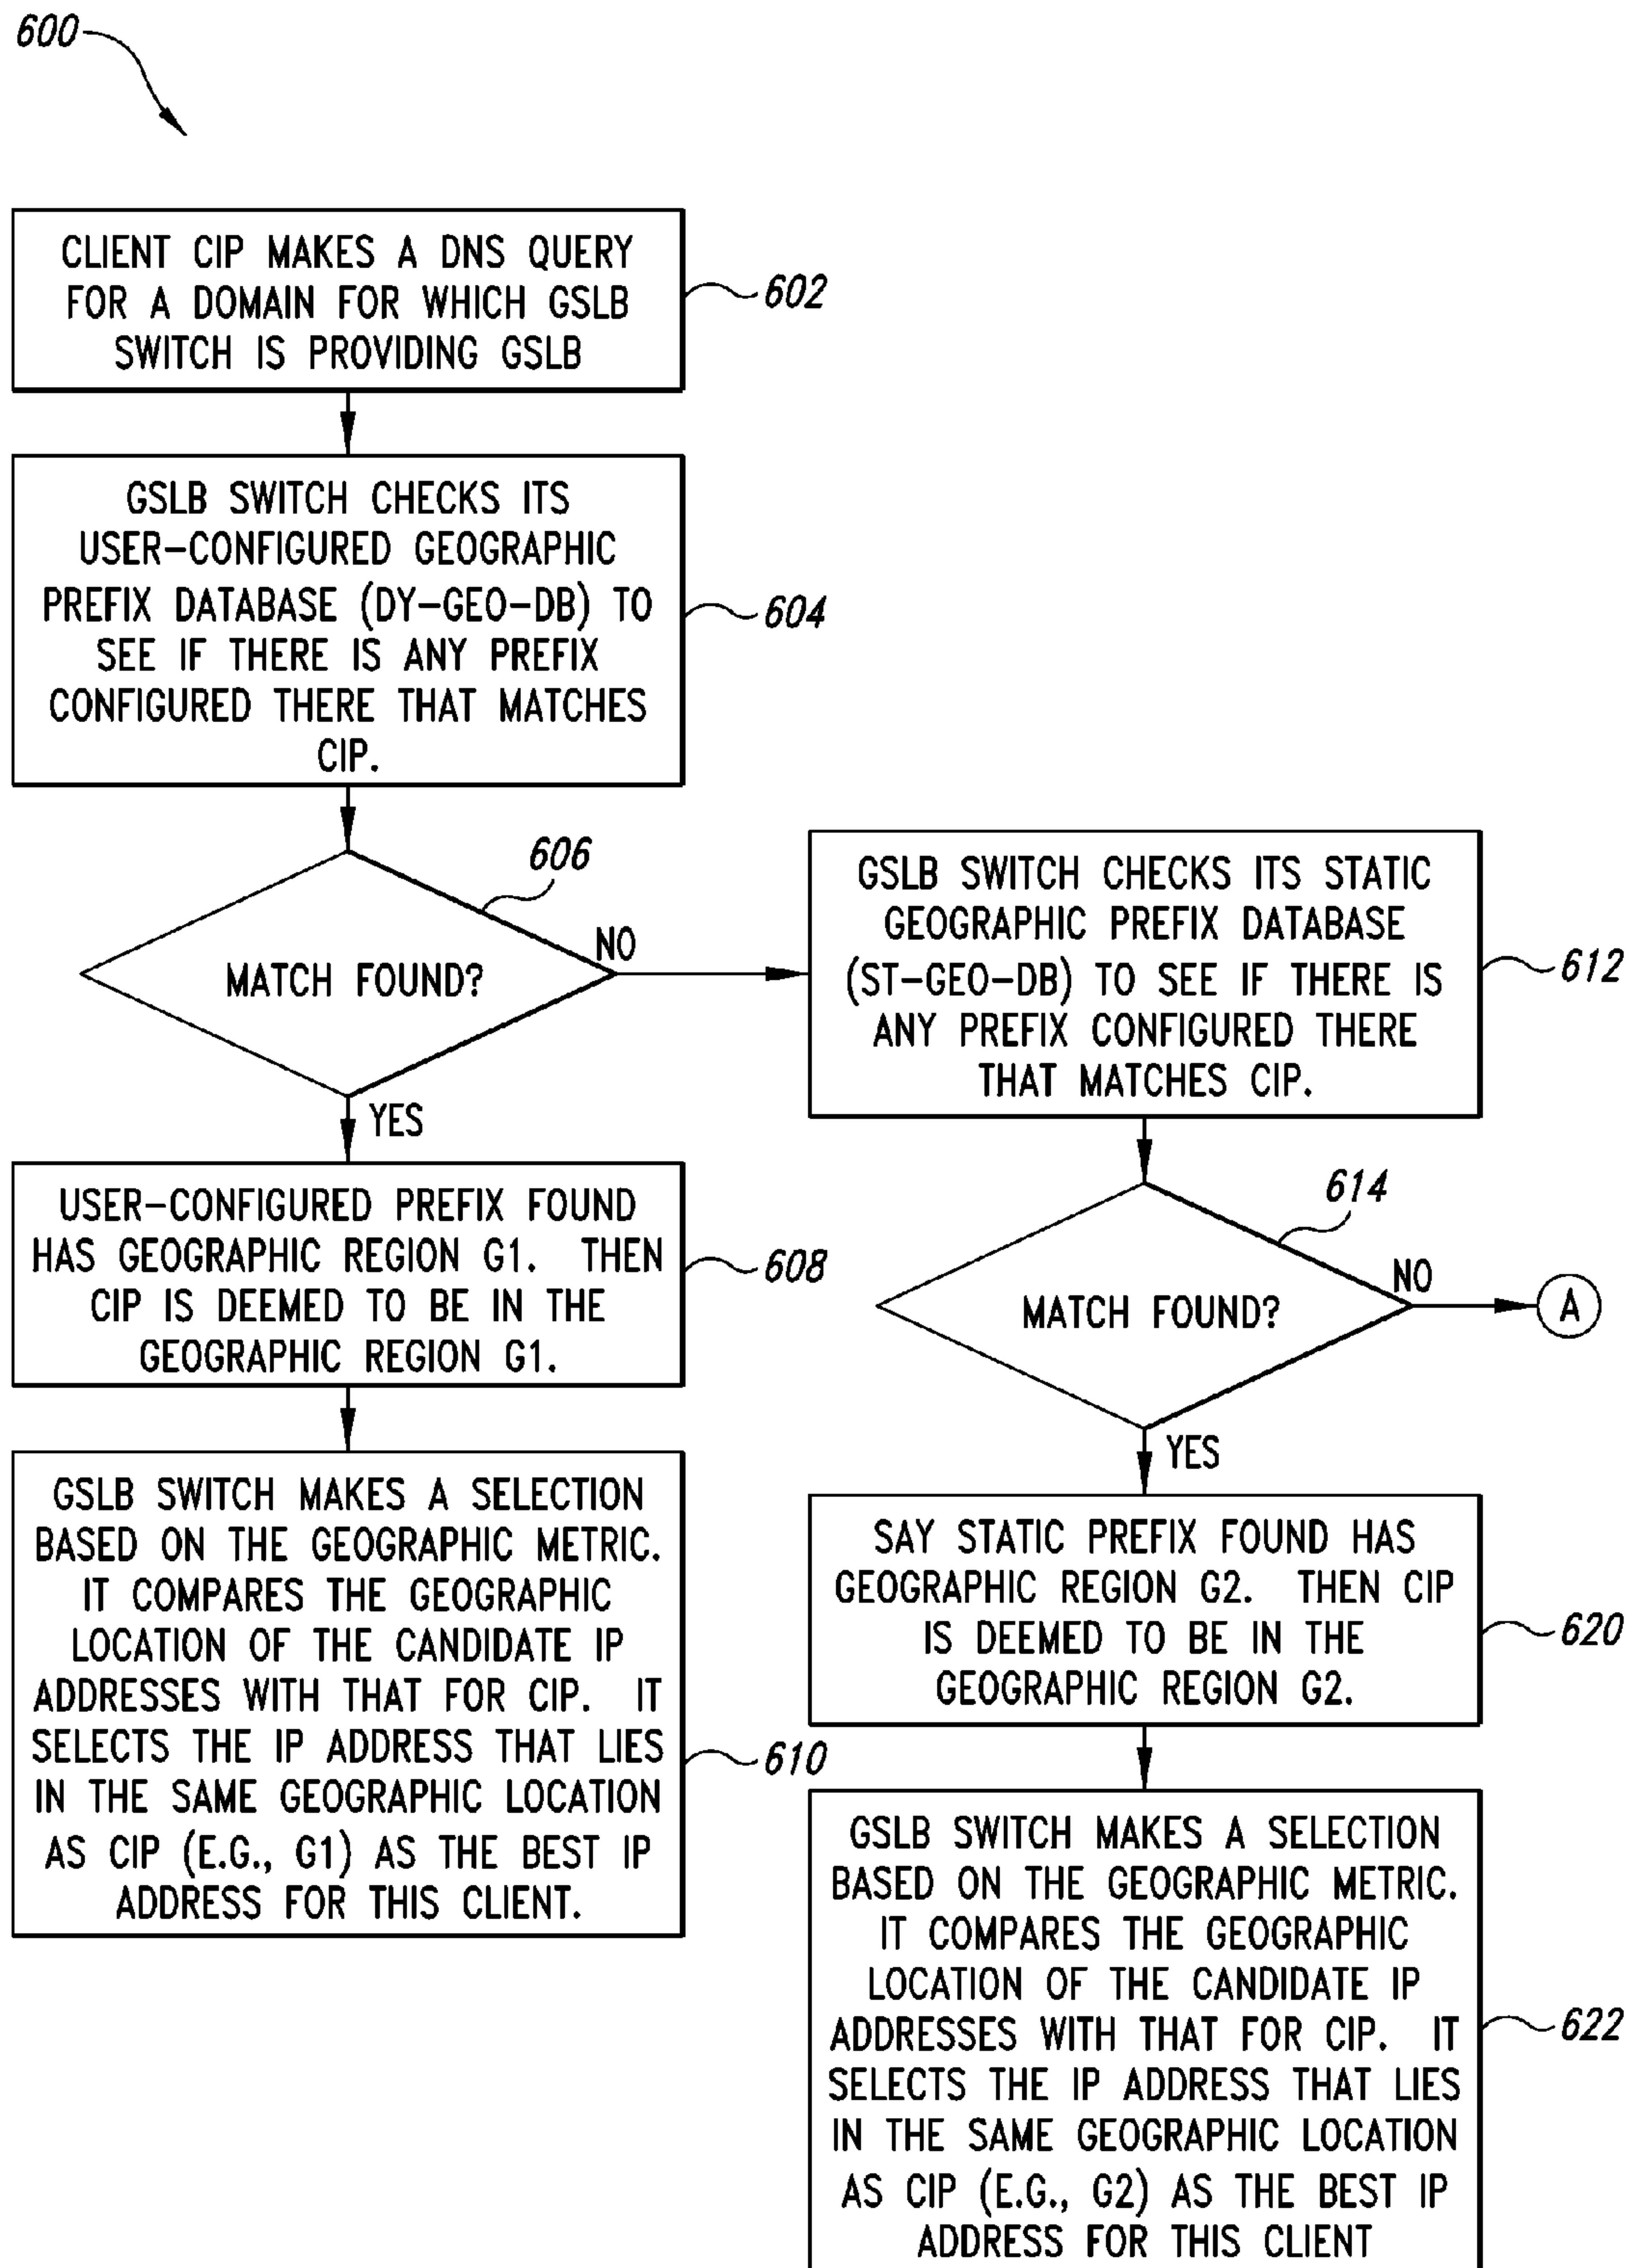 600
CLIENT CIP MAKES A DNS QUERY
FOR A DOMAIN FOR WHICH GSLB
SWITCH IS PROVIDING GSLB
602
GSLB SWITCH CHECKS ITS
USER-CONFIGURED GEOGRAPHIC
PREFIX DATABASE (DY-GEO-DB) TO
SEE IF THERE IS ANY PREFIX
CONFIGURED THERE THAT MATCHES
CIP.
604
606
MATCH FOUND?
NO
YES
USER-CONFIGURED PREFIX FOUND
HAS GEOGRAPHIC REGION G1. THEN
CIP IS DEEMED TO BE IN THE
GEOGRAPHIC REGION G1.
608
GSLB SWITCH MAKES A SELECTION
BASED ON THE GEOGRAPHIC METRIC.
IT COMPARES THE GEOGRAPHIC
LOCATION OF THE CANDIDATE IP
ADDRESSES WITH THAT FOR CIP. IT
SELECTS THE IP ADDRESS THAT LIES
IN THE SAME GEOGRAPHIC LOCATION
AS CIP (E.G., G1) AS THE BEST IP
ADDRESS FOR THIS CLIENT.
610
GSLB SWITCH CHECKS ITS STATIC
GEOGRAPHIC PREFIX DATABASE
(ST-GEO-DB) TO SEE IF THERE IS
ANY PREFIX CONFIGURED THERE
THAT MATCHES CIP.
612
614
MATCH FOUND?
NO
A
YES
SAY STATIC PREFIX FOUND HAS
GEOGRAPHIC REGION G2. THEN CIP
IS DEEMED TO BE IN THE
GEOGRAPHIC REGION G2.
620
GSLB SWITCH MAKES A SELECTION
BASED ON THE GEOGRAPHIC METRIC.
IT COMPARES THE GEOGRAPHIC
LOCATION OF THE CANDIDATE IP
ADDRESSES WITH THAT FOR CIP. IT
SELECTS THE IP ADDRESS THAT LIES
IN THE SAME GEOGRAPHIC LOCATION
AS CIP (E.G., G2) AS THE BEST IP
ADDRESS FOR THIS CLIENT
622